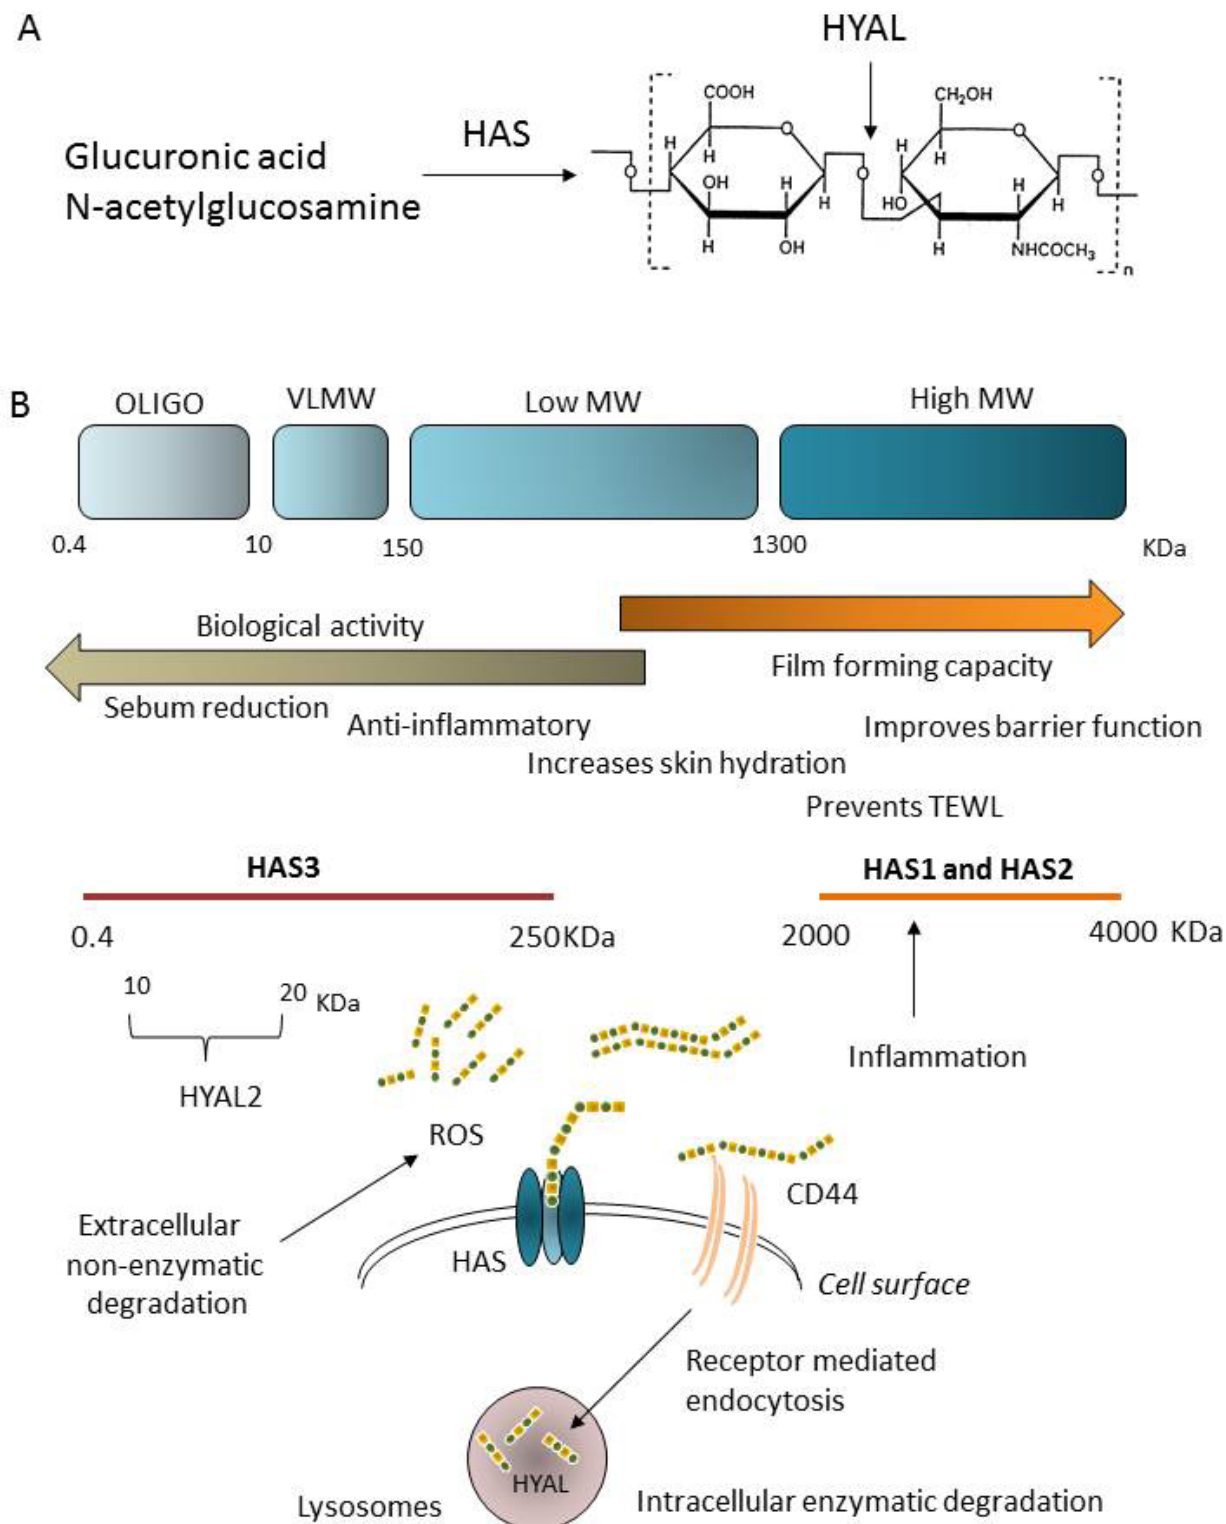 A
HYAL
HAS
Glucuronic acid
N-acetylglucosamine
COOH
CH₂OH
O
O
H
H
H
H
O
OH
H
H
O
H
H
O
HO
H
OH
H
NHCOCH₃
n
B
OLIGO
VLMW
Low MW
High MW
0.4
10
150
1300
KDa
Biological activity
Film forming capacity
Sebum reduction
Anti-inflammatory
Improves barrier function
Increases skin hydration
Prevents TEWL
HAS3
HAS1 and HAS2
0.4
250KDa
2000
4000 KDa
10
20 KDa
Inflammation
HYAL2
ROS
CD44
Extracellular
non-enzymatic
degradation
HAS
Cell surface
Receptor mediated
endocytosis
HYAL
Lysosomes
Intracellular enzymatic degradation